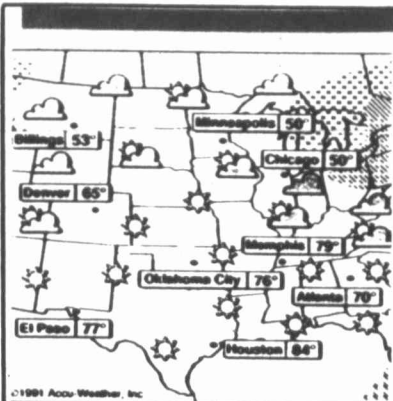 Minneapolis 50°
Billings 53°
Chicago 50°
Denver 65°
Memphis 79°
Oklahoma City 76°
Atlanta 70°
El Paso 77°
Houston 84°
©1991 Accu-Weather, Inc